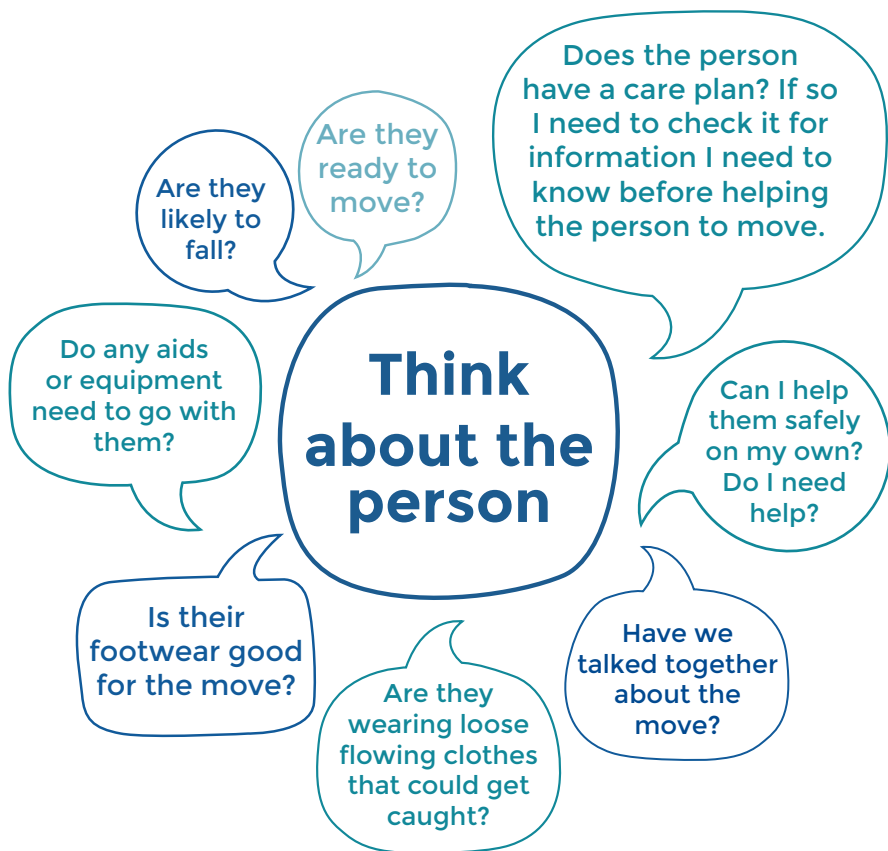 Think
about the
person
Are they
ready to
move?
Does the person
have a care plan? If so
I need to check it for
information I need to
know before helping
the person to move.
Can I help
them safely
on my own?
Do I need
help?
Have we
talked together
about the
move?
Are they
wearing loose
flowing clothes
that could get
caught?
Is their
footwear good
for the move?
Do any aids
or equipment
need to go with
them?
Are they
likely to
fall?